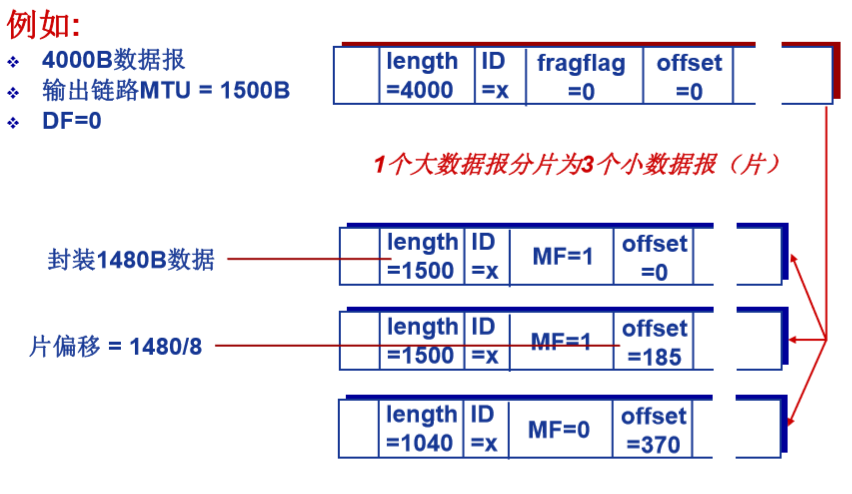 例如:
❖ 4000B数据报
❖ 输出链路MTU = 1500B
❖ DF=0
length ID fragflag offset
=4000 =x =0 =0
1个大数据报分片为3个小数据报（片）
封装1480B数据
length ID MF=1 offset
=1500 =x =0
片偏移 = 1480/8
length ID MF=1 offset
=1500 =x =185
length ID MF=0 offset
=1040 =x =370